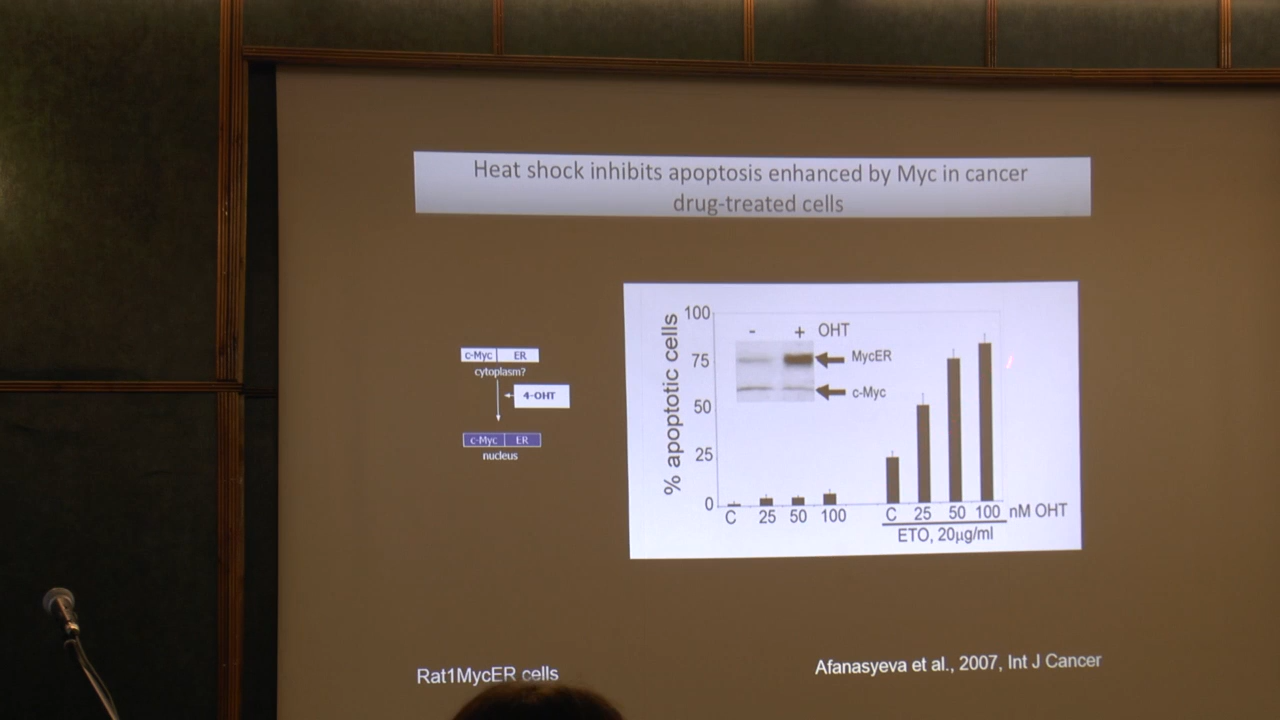 Heat shock inhibits apoptosis enhanced by Myc in cancer
drug-treated cells
c-Myc ER
cytoplasm?
4-OHT
c-Myc ER
nucleus
% apoptotic cells
100
75
50
25
0
- + OHT
MycER
c-Myc
C 25 50 100 C 25 50 100 nM OHT
ETO, 20µg/ml
Rat1MycER cells
Afanasyeva et al., 2007, Int J Cancer